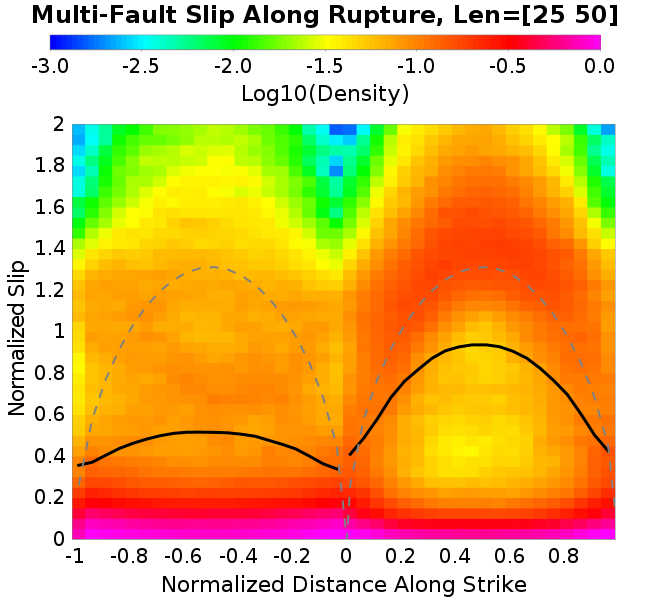 Multi-Fault Slip Along Rupture, Len=[25 50]
-3.0 -2.5 -2.0 -1.5 -1.0 -0.5 0.0
Log10(Density)
Normalized Slip
2
1.8
1.6
1.4
1.2
1
0.8
0.6
0.4
0.2
0
-1 -0.8 -0.6 -0.4 -0.2 0 0.2 0.4 0.6 0.8
Normalized Distance Along Strike